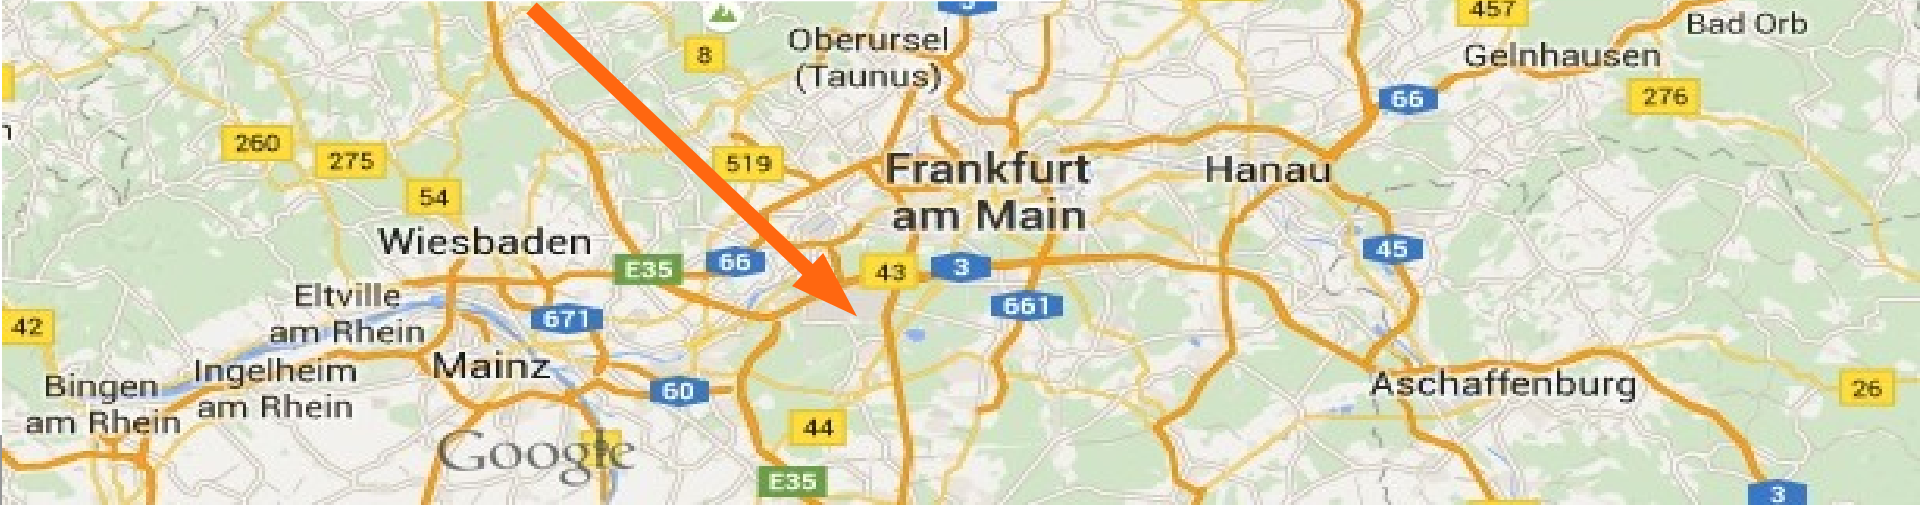 457
Bad Orb
Oberursel
(Taunus)
8
Gelnhausen
66
276
260
275
519
Frankfurt
am Main
Hanau
54
Wiesbaden
E35
66
43
3
45
Eltville
am Rhein
671
661
42
Mainz
Ingelheim
am Rhein
Bingen
am Rhein
60
Aschaffenburg
26
44
Google
E35
3